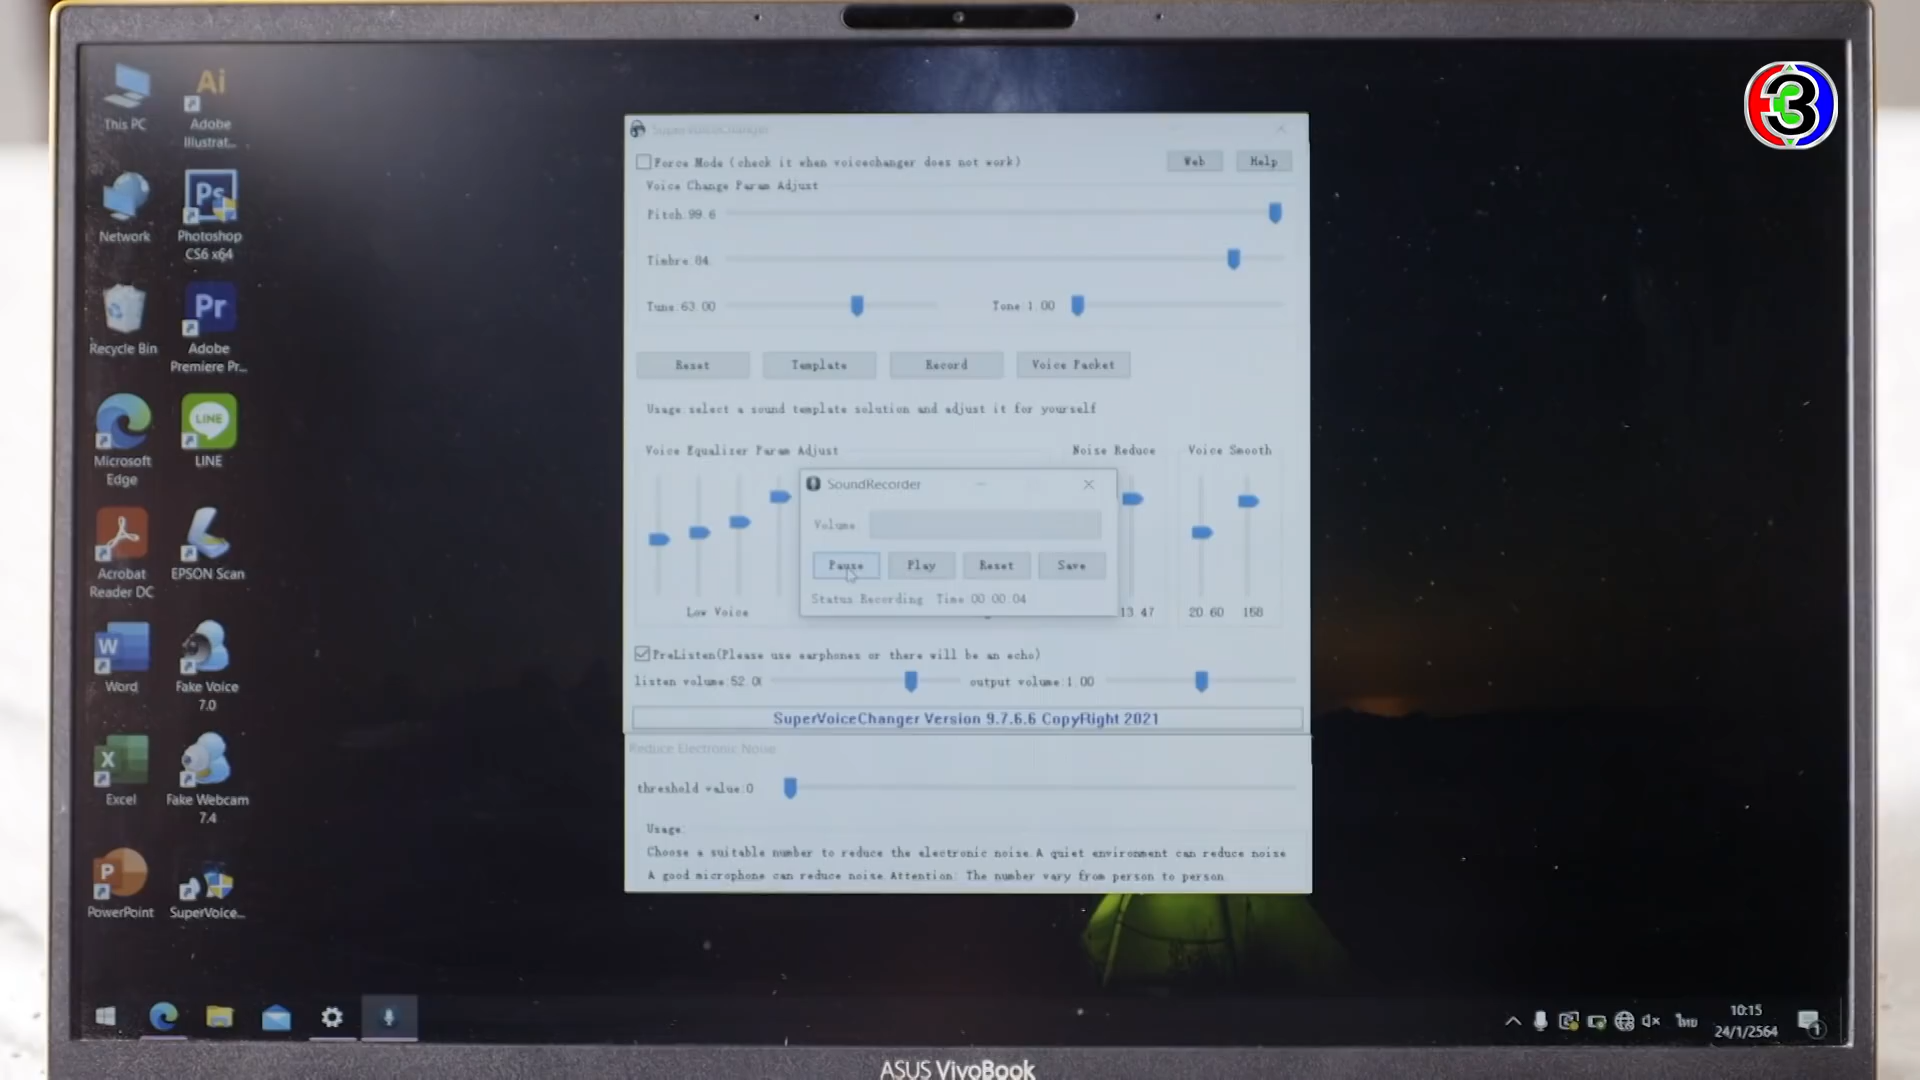 3
This PC
Ai
Adobe
Illustrat...
Network
Ps
Photoshop
CS6 x64
Recycle Bin
Pr
Adobe
Premiere Pr...
Microsoft
Edge
LINE
LINE
Acrobat
Reader DC
EPSON Scan
W
Word
Fake Voice
7.0
X
Excel
Fake Webcam
7.4
P
PowerPoint
SuperVoice...
SuperVoiceChanger
Force Mode (check it when voicechanger does not work)
Web
Help
Voice Change Param Adjust
Pitch:99.6
Timbre:84
Tune:63.00
Tone:1.00
Reset
Template
Record
Voice Packet
Usage:select a sound template solution and adjust it for yourself
Voice Equalizer Param Adjust
Noise Reduce
Voice Smooth
SoundRecorder
Volume
Pause
Play
Reset
Save
Status Recording Time 00:00:04
Low Voice
13.47
20.60
158
PreListen(Please use earphones or there will be an echo)
listen volume:52.0
output volume:1.00
SuperVoiceChanger Version 9.7.6.6 CopyRight 2021
Reduce Electronic Noise
threshold value:0
Usage:
Choose a suitable number to reduce the electronic noise.A quiet environment can reduce noise
A good microphone can reduce noise.Attention: The number vary from person to person.
ไทย
10:15
24/1/2564
1
ASUS VivoBook